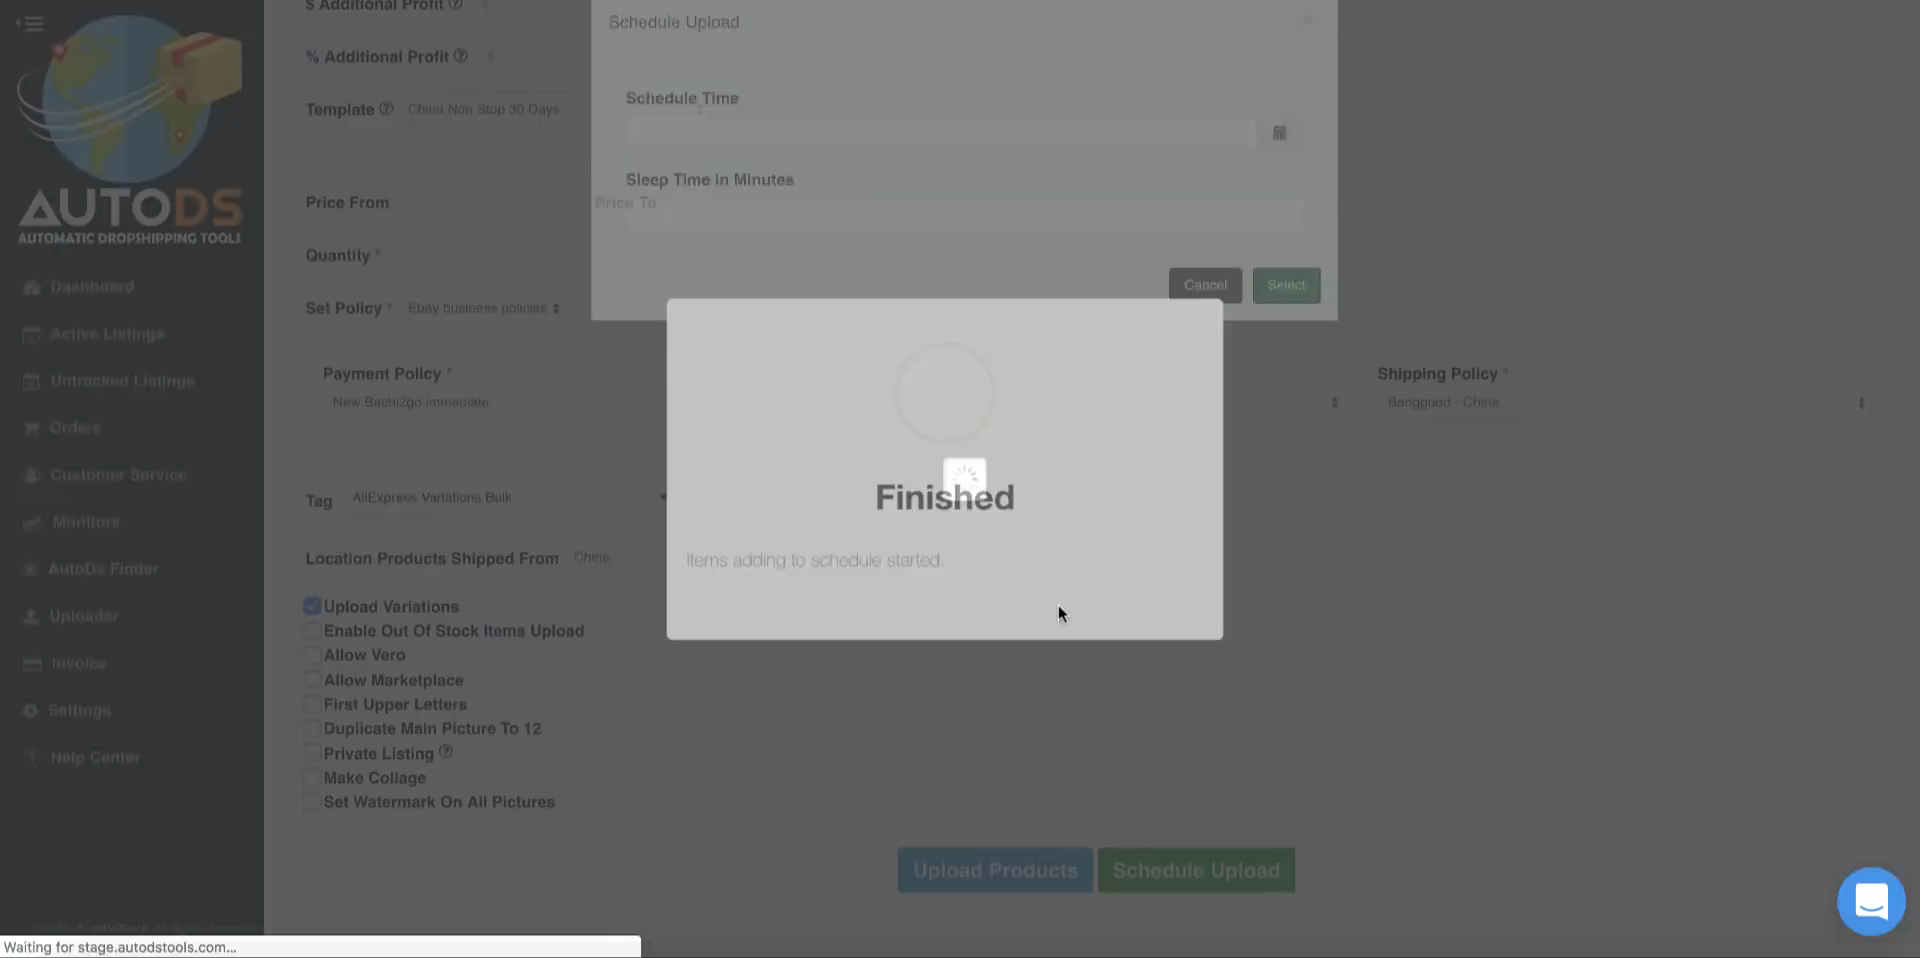 AUTODS
AUTOMATIC DROPSHIPPING TOOLS
Dashboard
Active Listings
Untracked Listings
Orders
Customer Service
Monitors
AutoDs Finder
Uploader
Invoice
Settings
Help Center
$ Additional Profit
% Additional Profit
Template China Non Stop 30 Days
Price From
Price To
Quantity *
Set Policy * Ebay business policies
Payment Policy *
New Bachi2go immediate
Shipping Policy *
Banggood - China
Tag AliExpress Variations Bulk
Location Products Shipped From China
Upload Variations
Enable Out Of Stock Items Upload
Allow Vero
Allow Marketplace
First Upper Letters
Duplicate Main Picture To 12
Private Listing
Make Collage
Set Watermark On All Pictures
Upload Products
Schedule Upload
Schedule Upload
Schedule Time
Sleep Time in Minutes
Cancel
Select
Finished
Items adding to schedule started.
Waiting for stage.autodstools.com...